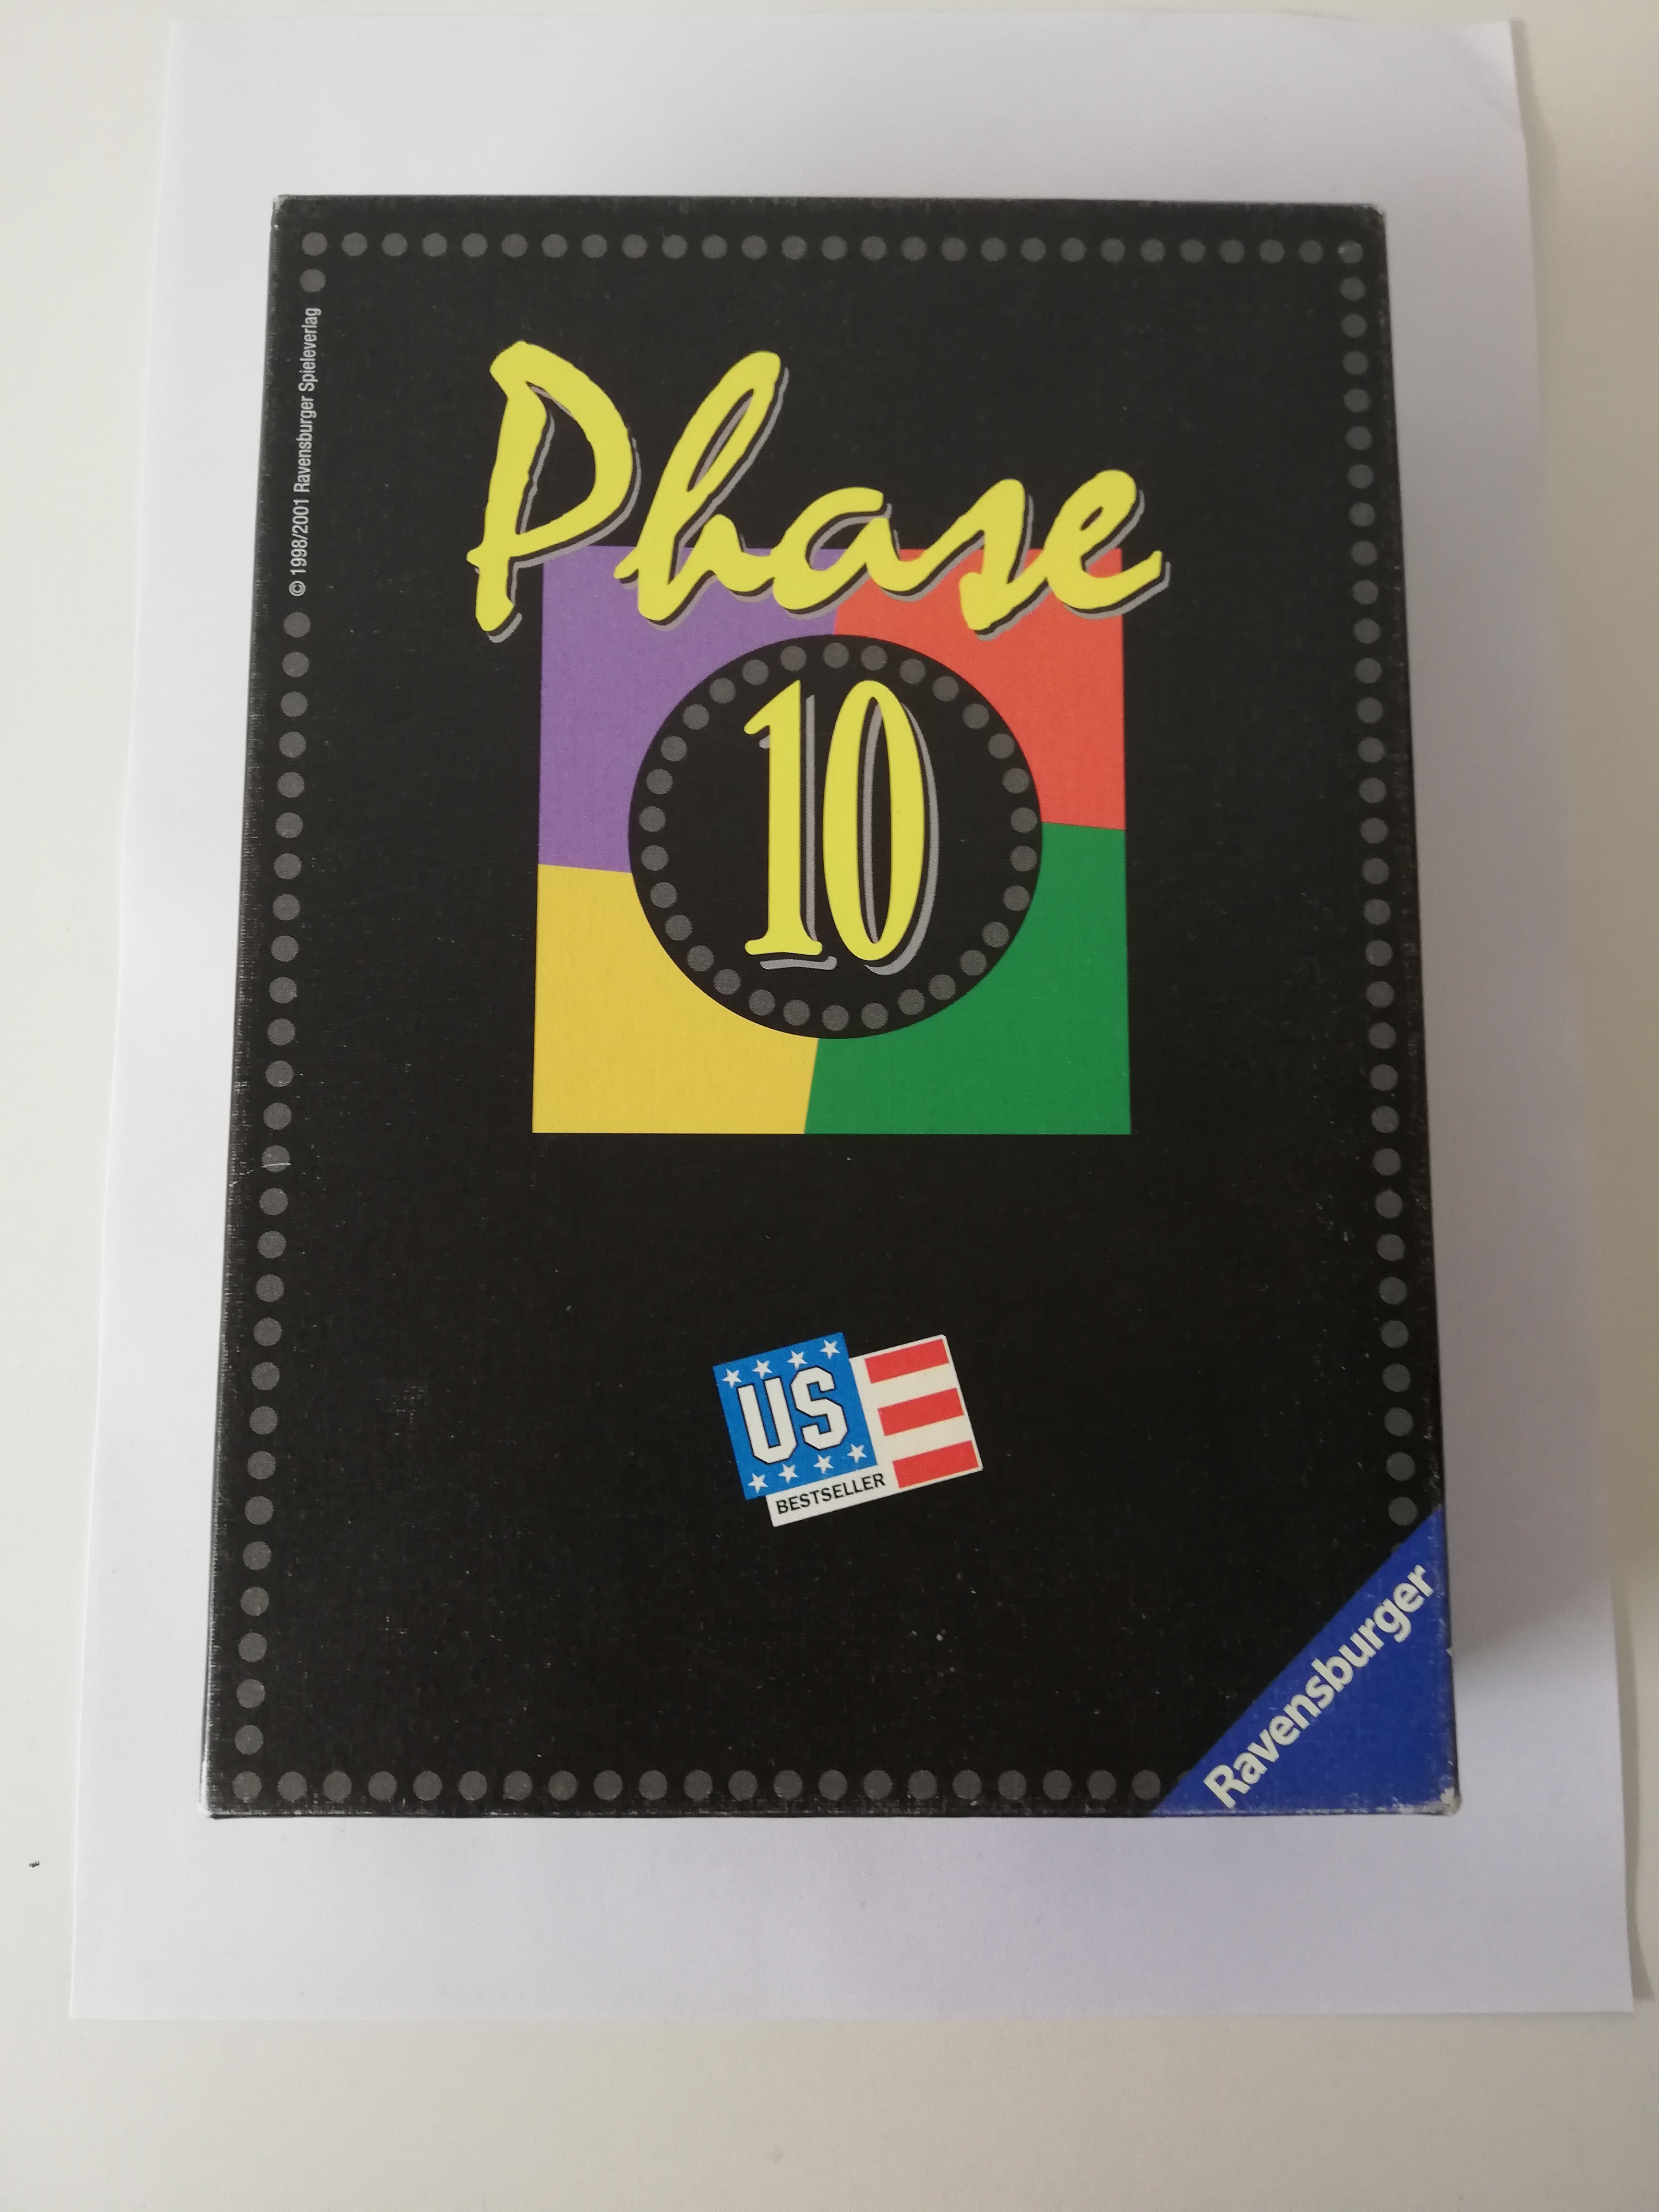 © 1998/2001 Ravensburger Spieleverlag
Phase
10
US
BESTSELLER
Ravensburger